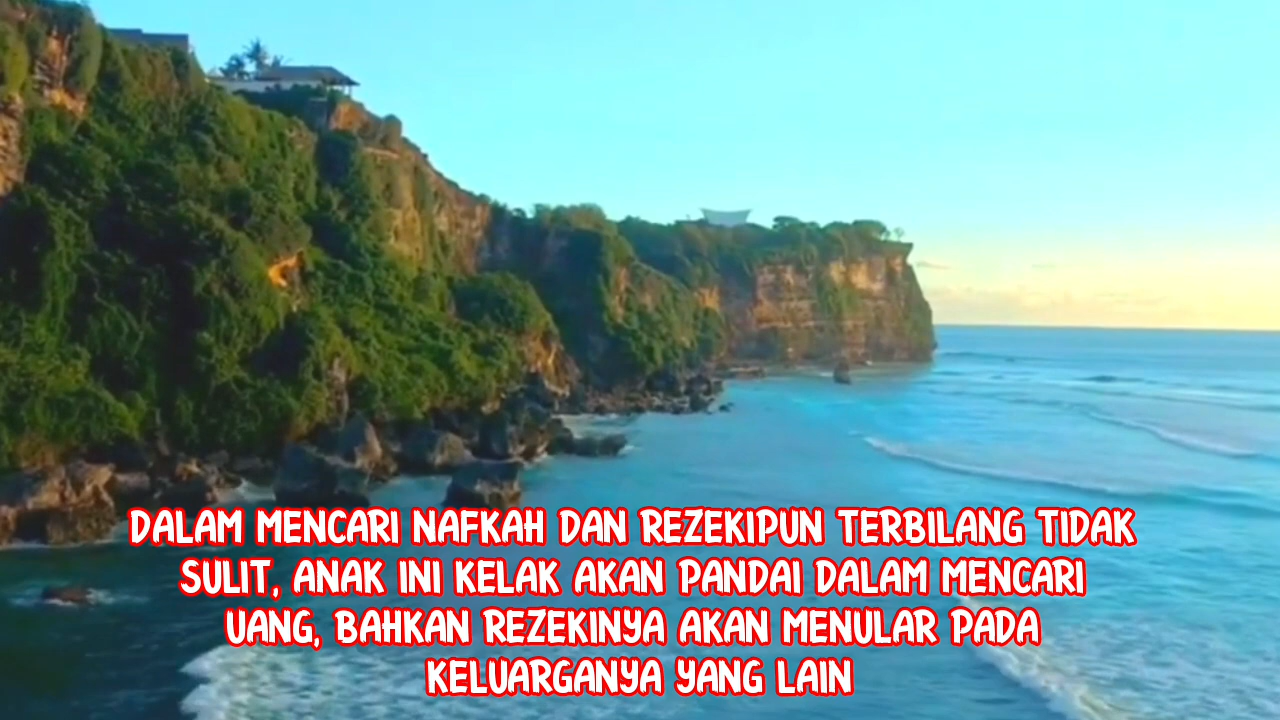 DALAM MENCARI NAFKAH DAN REZEKIPUN TERBILANG TIDAK
SULIT, ANAK INI KELAK AKAN PANDAI DALAM MENCARI
UANG, BAHKAN REZEKINYA AKAN MENULAR PADA
KELUARGANYA YANG LAIN